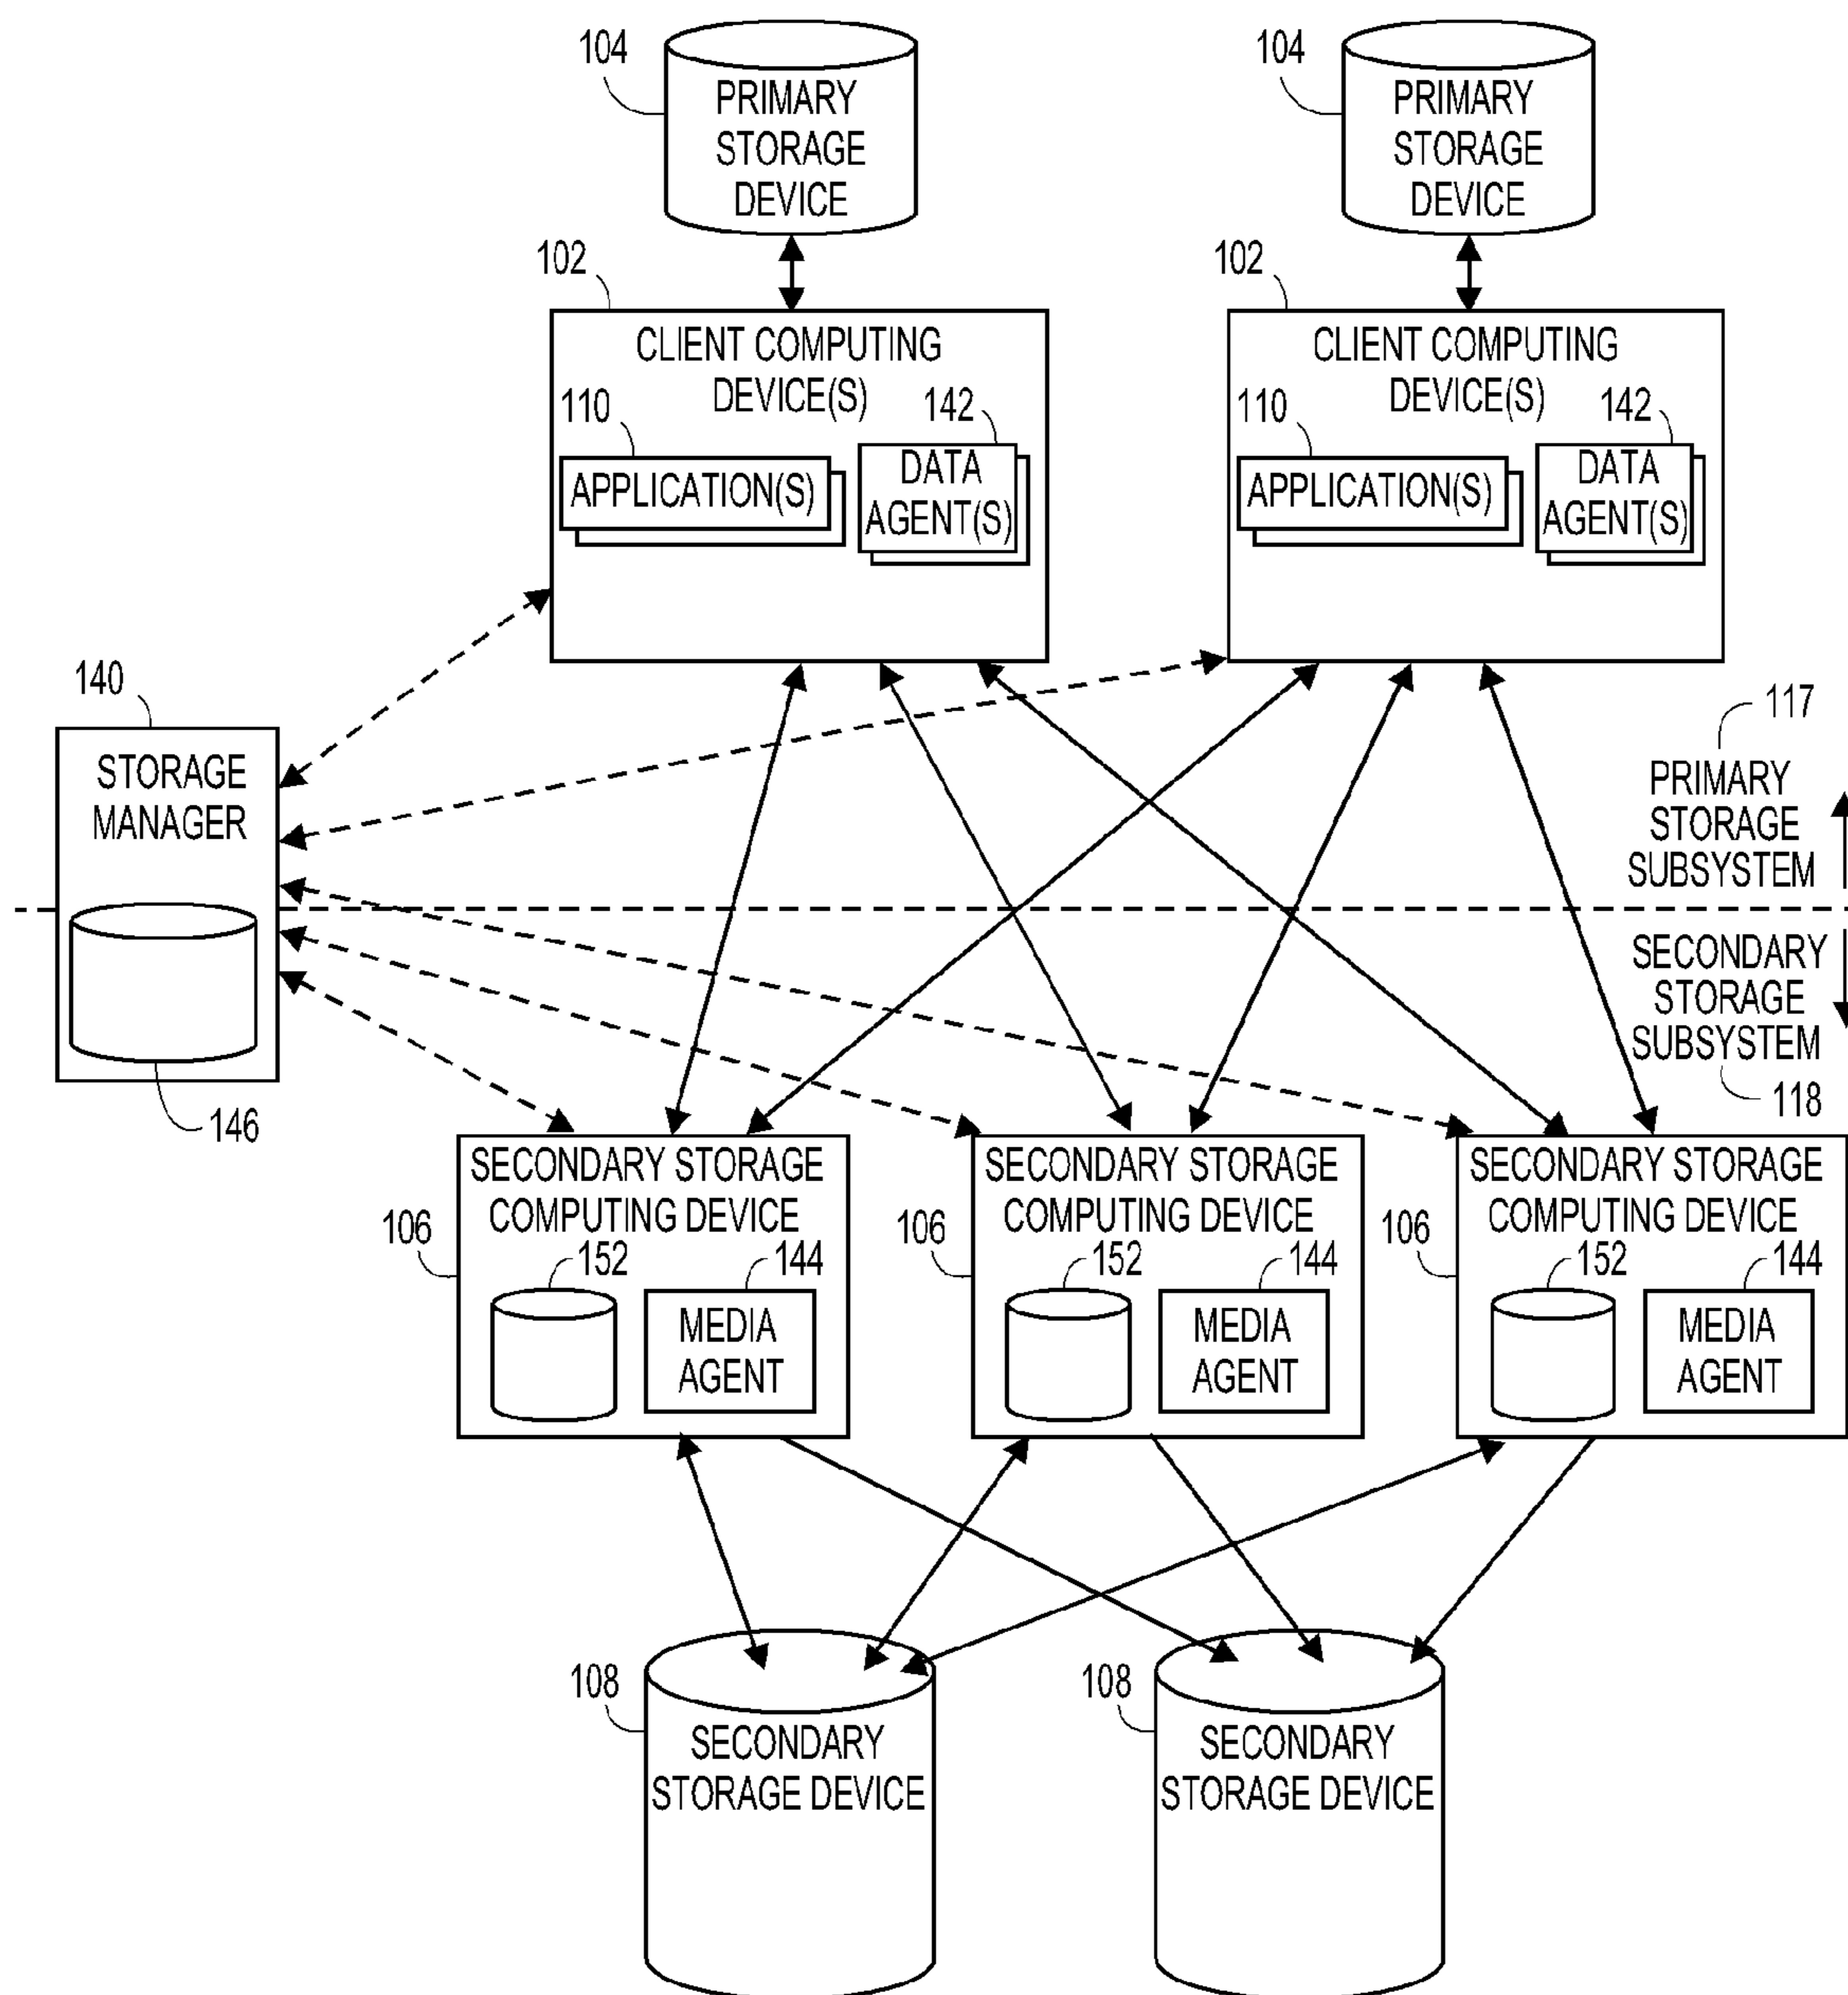 104
PRIMARY
STORAGE
DEVICE
104
PRIMARY
STORAGE
DEVICE
102
CLIENT COMPUTING
DEVICE(S)
110
142
APPLICATION(S)
DATA
AGENT(S)
102
CLIENT COMPUTING
DEVICE(S)
110
142
APPLICATION(S)
DATA
AGENT(S)
140
STORAGE
MANAGER
146
117
PRIMARY
STORAGE
SUBSYSTEM
SECONDARY
STORAGE
SUBSYSTEM
118
SECONDARY STORAGE
COMPUTING DEVICE
106
152
144
MEDIA
AGENT
SECONDARY STORAGE
COMPUTING DEVICE
106
152
144
MEDIA
AGENT
SECONDARY STORAGE
COMPUTING DEVICE
106
152
144
MEDIA
AGENT
108
SECONDARY
STORAGE DEVICE
108
SECONDARY
STORAGE DEVICE